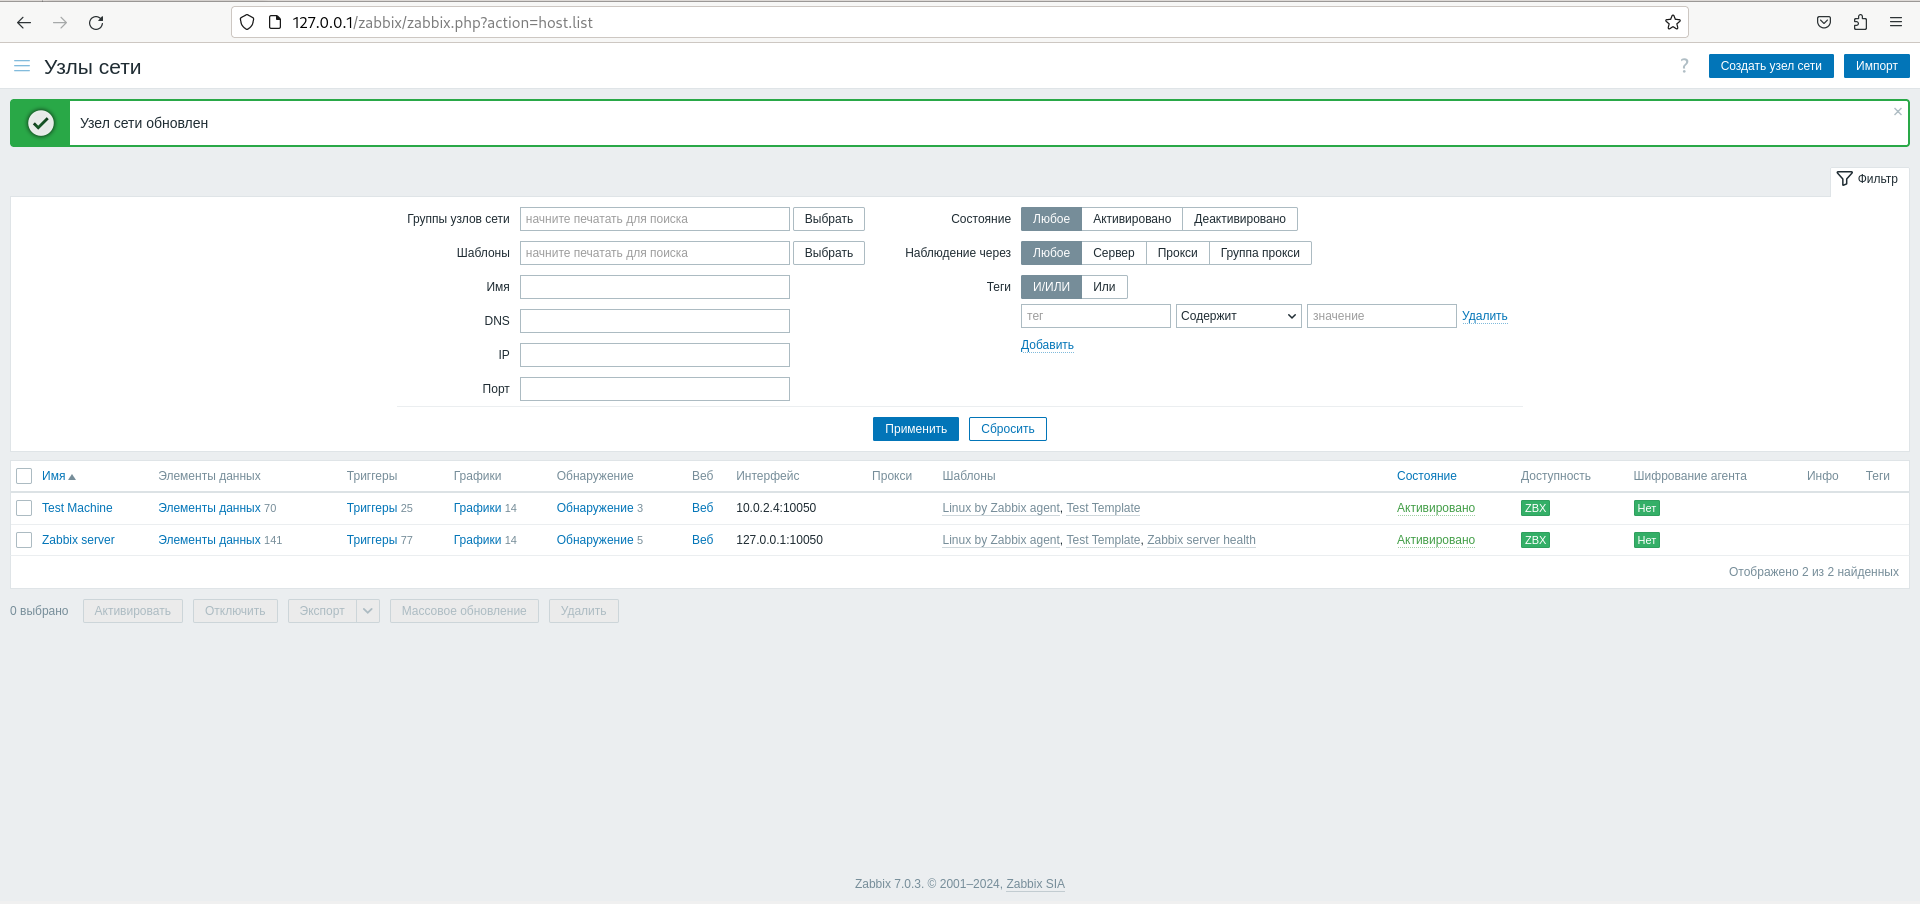 127.0.0.1/zabbix/zabbix.php?action=host.list
Узлы сети
? Создать узел сети Импорт
Узел сети обновлен
Фильтр
Группы узлов сети начните печатать для поиска Выбрать Состояние Любое Активировано Деактивировано
Шаблоны начните печатать для поиска Выбрать Наблюдение через Любое Сервер Прокси Группа прокси
Имя Теги И/ИЛИ Или
DNS тег Содержит значение Удалить
Добавить
IP
Порт
Применить Сбросить
Имя Элементы данных Триггеры Графики Обнаружение Веб Интерфейс Прокси Шаблоны Состояние Доступность Шифрование агента Инфо Теги
Test Machine Элементы данных 70 Триггеры 25 Графики 14 Обнаружение 3 Веб 10.0.2.4:10050 Linux by Zabbix agent, Test Template Активировано ZBX Нет
Zabbix server Элементы данных 141 Триггеры 77 Графики 14 Обнаружение 5 Веб 127.0.0.1:10050 Linux by Zabbix agent, Test Template, Zabbix server health Активировано ZBX Нет
Отображено 2 из 2 найденных
0 выбрано Активировать Отключить Экспорт Массовое обновление Удалить
Zabbix 7.0.3. © 2001–2024, Zabbix SIA